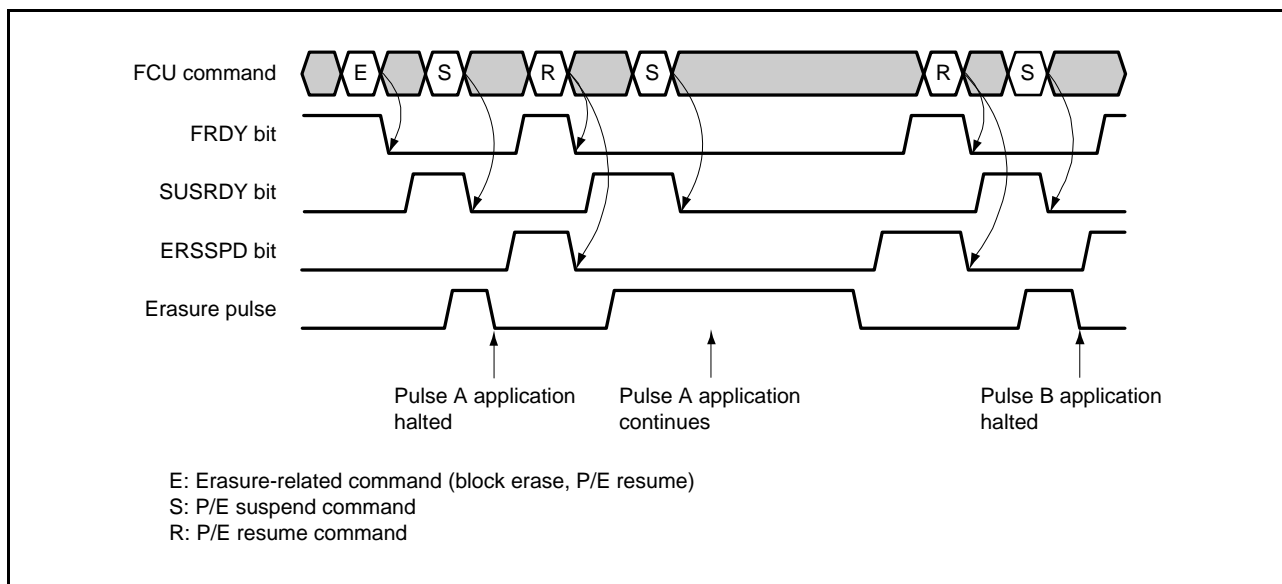 FCU command
E
S
R
S
R
S
FRDY bit
SUSRDY bit
ERSSPD bit
Erasure pulse
Pulse A application
halted
Pulse A application
continues
Pulse B application
halted
E: Erasure-related command (block erase, P/E resume)
S: P/E suspend command
R: P/E resume command